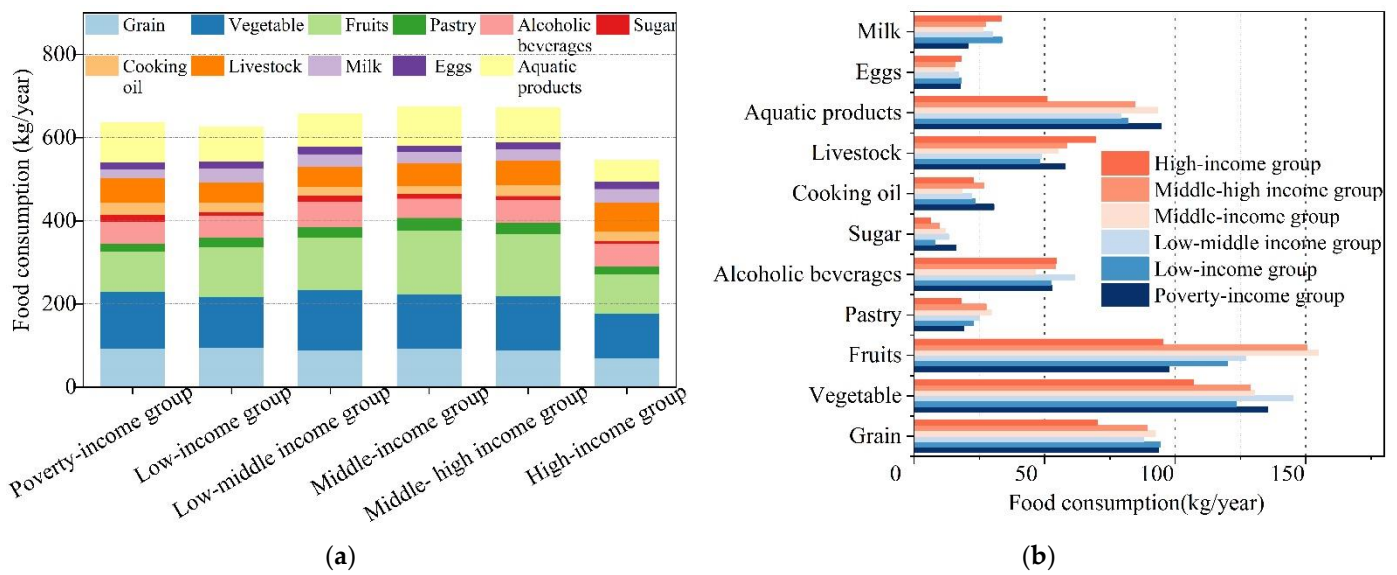 Grain
Vegetable
Fruits
Pastry
Alcoholic
beverages
Sugar
Cooking
oil
Livestock
Milk
Eggs
Aquatic
products
Food consumption (kg/year)
800
600
400
200
0
Poverty-income group
Low-income group
Low-middle income group
Middle-income group
Middle- high income group
High-income group
(a)
Milk
Eggs
Aquatic products
Livestock
Cooking oil
Sugar
Alcoholic beverages
Pastry
Fruits
Vegetable
Grain
High-income group
Middle-high income group
Middle-income group
Low-middle income group
Low-income group
Poverty-income group
0
50
100
150
Food consumption(kg/year)
(b)